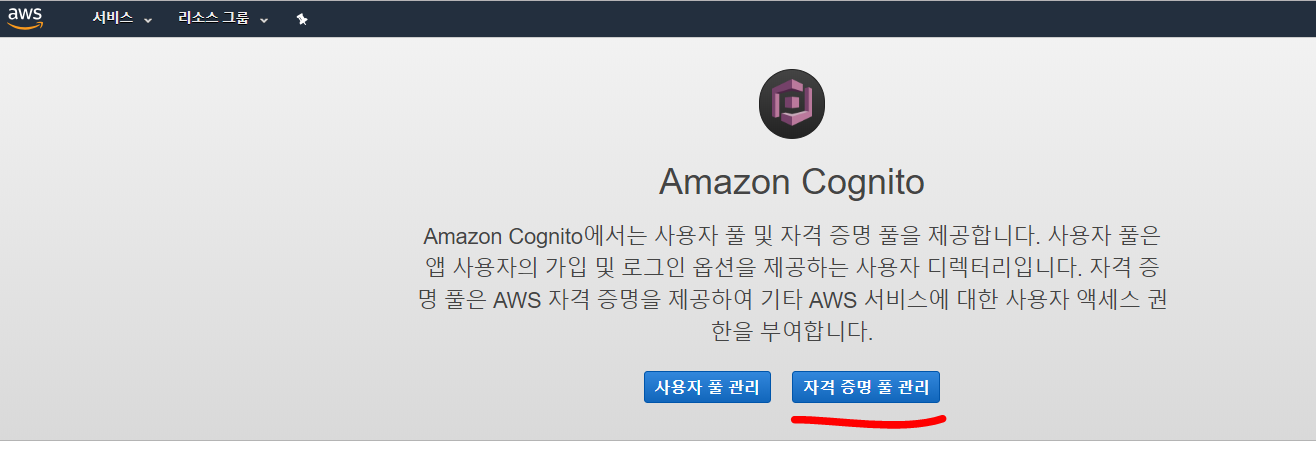 aws 서비스 리소스 그룹
Amazon Cognito
Amazon Cognito에서는 사용자 풀 및 자격 증명 풀을 제공합니다. 사용자 풀은
앱 사용자의 가입 및 로그인 옵션을 제공하는 사용자 디렉터리입니다. 자격 증
명 풀은 AWS 자격 증명을 제공하여 기타 AWS 서비스에 대한 사용자 액세스 권
한을 부여합니다.
사용자 풀 관리 자격 증명 풀 관리